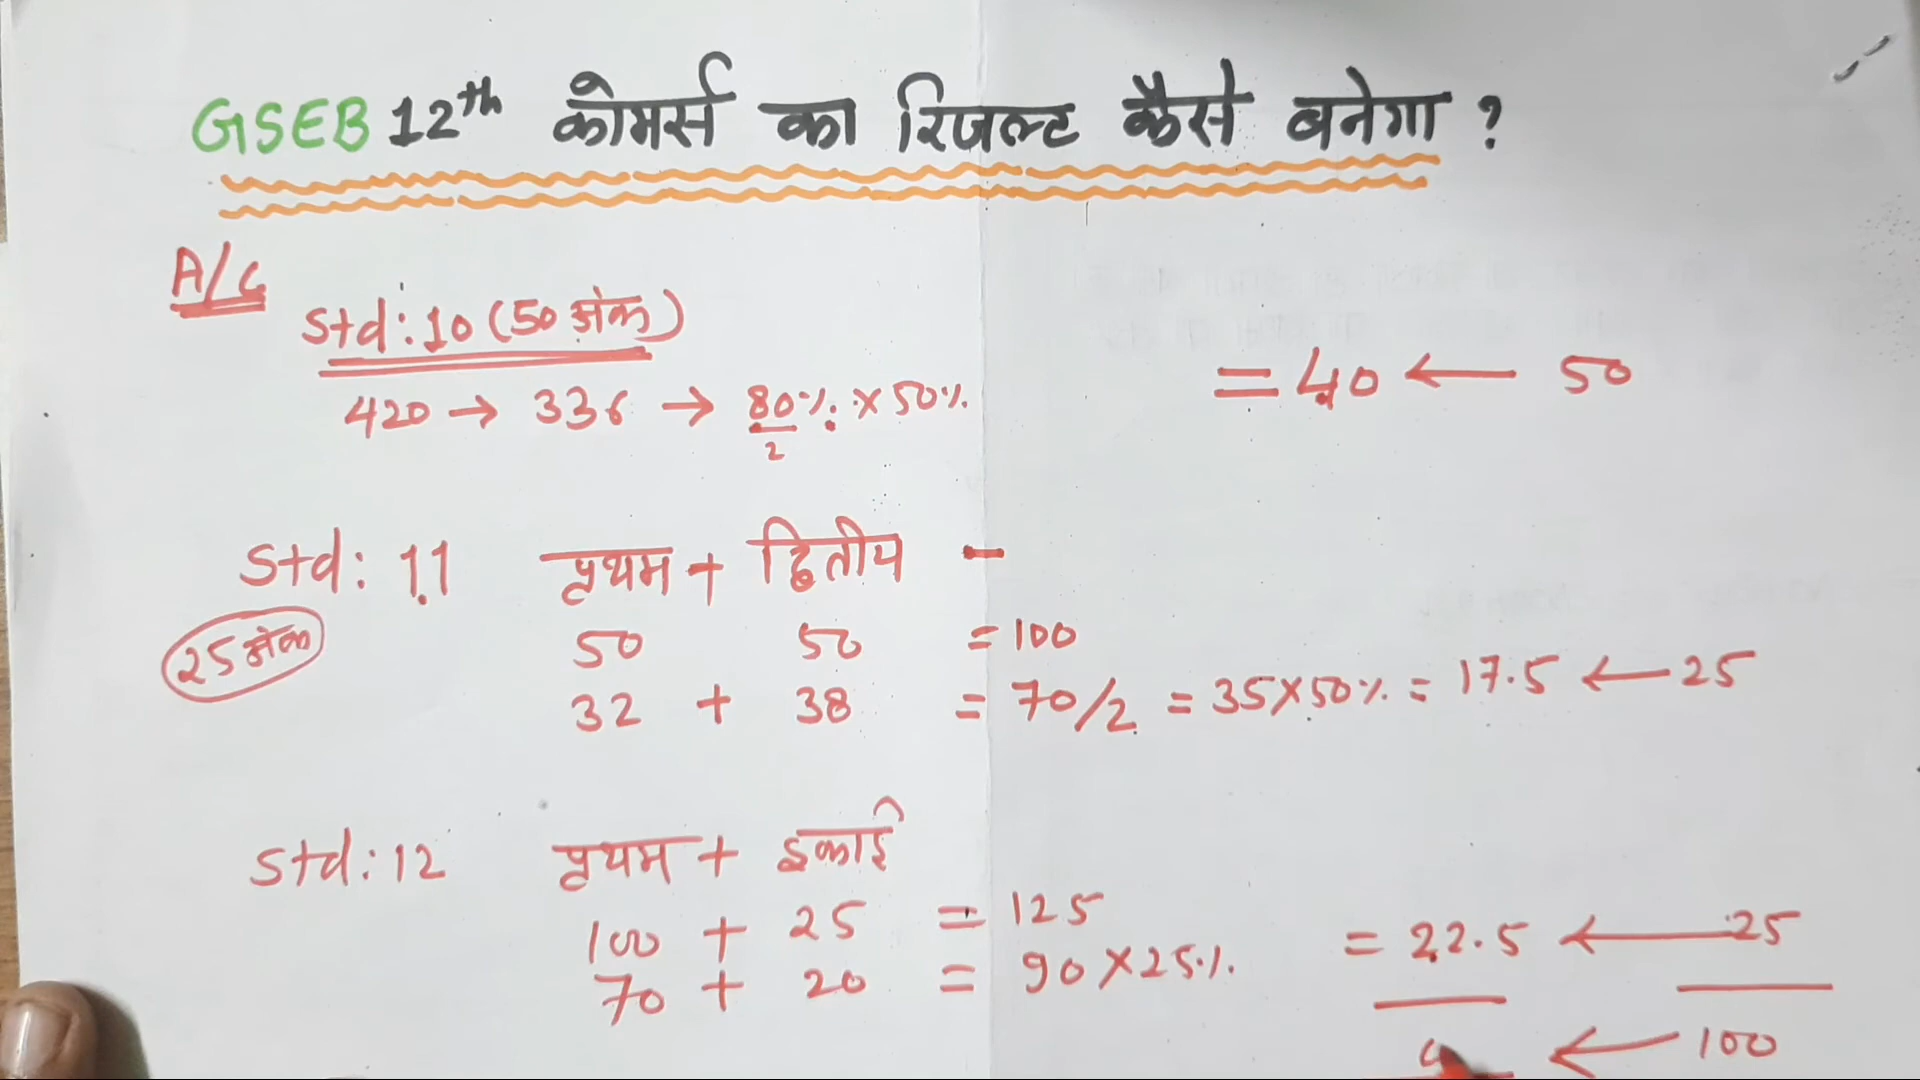 GSEB 12th कोमर्स का रिजल्ट कैसे बनेगा ?
A/C
Std:10 (50 अंक)
420 → 336 → 80%/2 × 50% = 40 ← 50
Std: 11 प्रथम + द्वितीय -
25 अंक
50 50 = 100
32 + 38 = 70/2 = 35×50% = 17.5 ← 25
Std:12 प्रथम + इकाई
100 + 25 = 125
70 + 20 = 90×25% = 22.5 ← 25
← 100